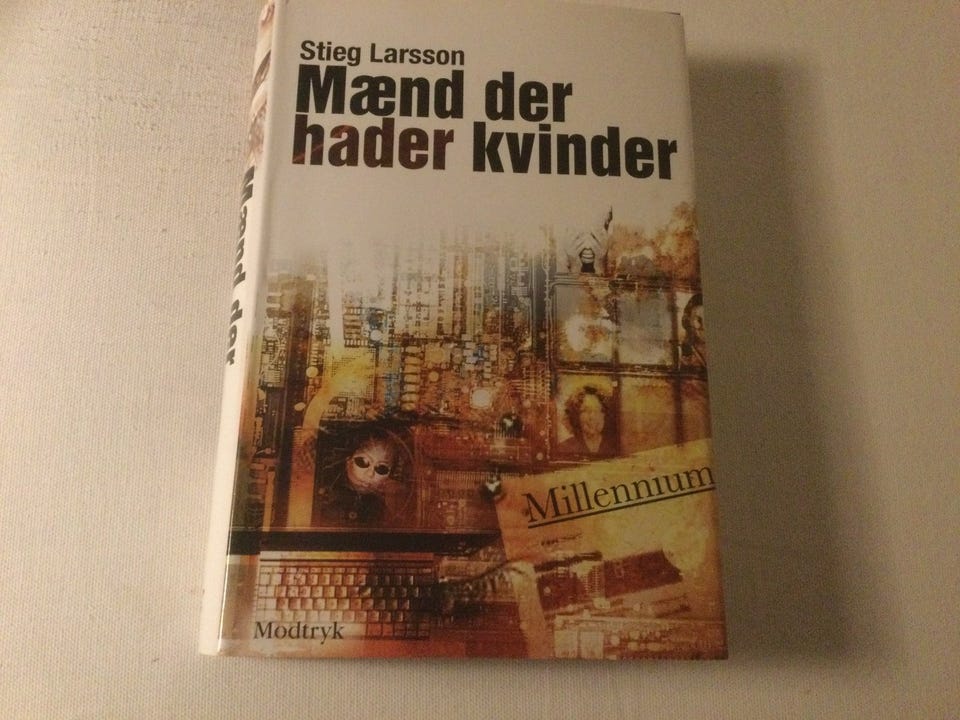 Stieg Larsson
Mænd der
hader kvinder
Mænd der
Millennium
Modtryk